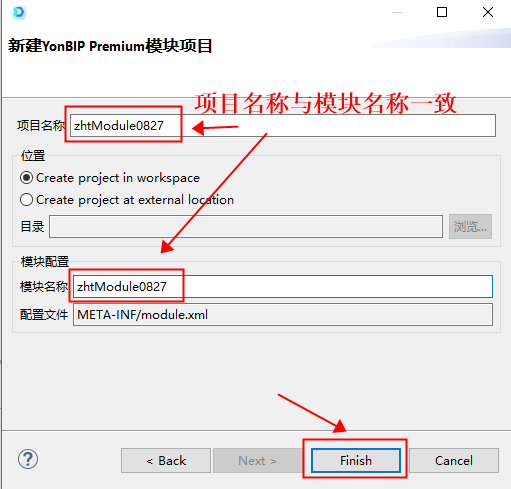 新建YonBIP Premium模块项目
项目名称与模块名称一致
项目名称 zhtModule0827
位置
Create project in workspace
Create project at external location
目录 浏览...
模块配置
模块名称 zhtModule0827
配置文件 META-INF/module.xml
? < Back Next > Finish Cancel